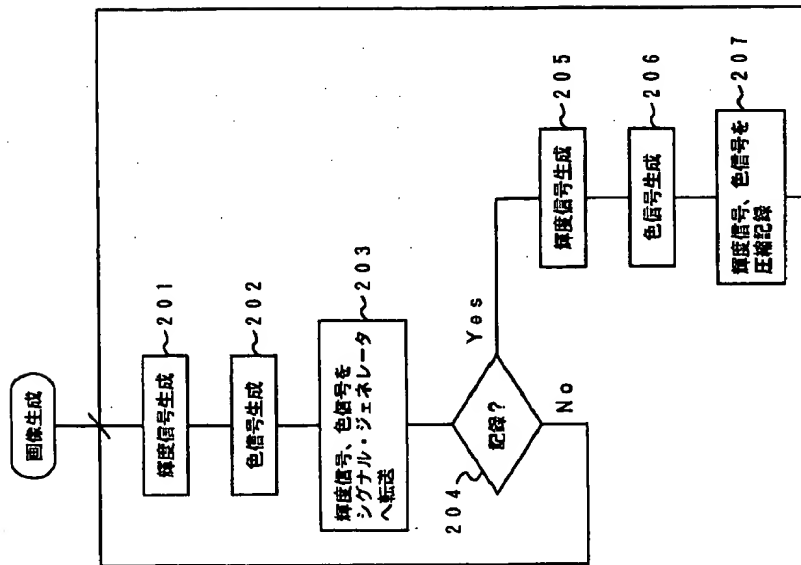 画像生成
輝度信号生成
201
色信号生成
202
輝度信号、色信号を
シグナル・ジェネレータ
へ転送
203
記録?
204
Yes
No
輝度信号生成
205
色信号生成
206
輝度信号、色信号を
圧縮記録
207